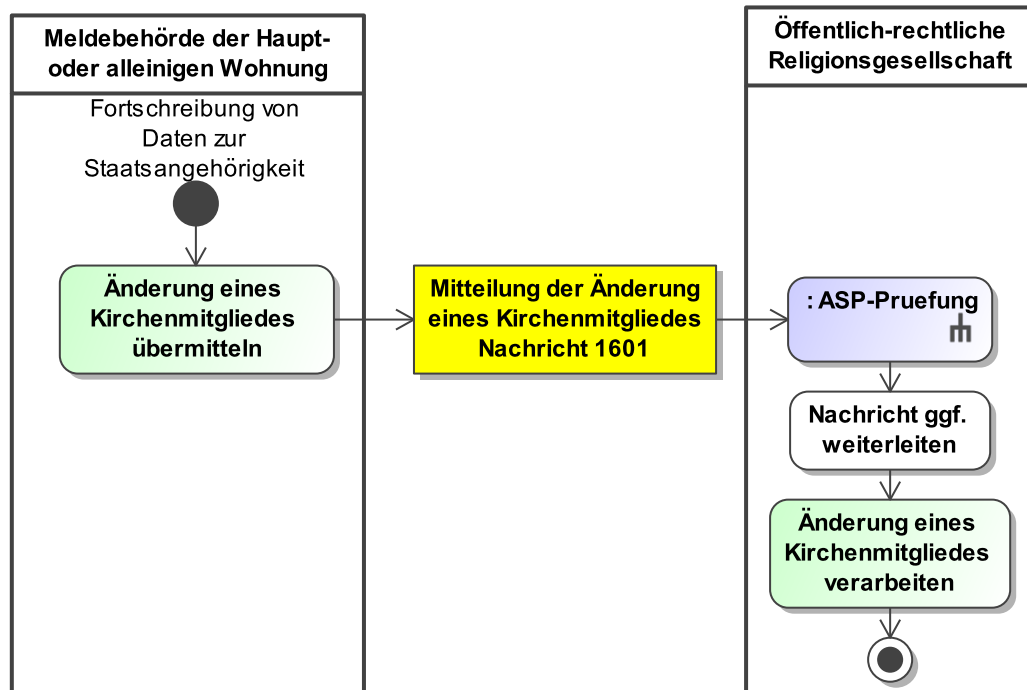 Meldebehörde der Haupt-
oder alleinigen Wohnung
Fortschreibung von
Daten zur
Staatsangehörigkeit
Änderung eines
Kirchenmitgliedes
übermitteln
Mitteilung der Änderung
eines Kirchenmitgliedes
Nachricht 1601
Öffentlich-rechtliche
Religionsgesellschaft
: ASP-Pruefung
Nachricht ggf.
weiterleiten
Änderung eines
Kirchenmitgliedes
verarbeiten